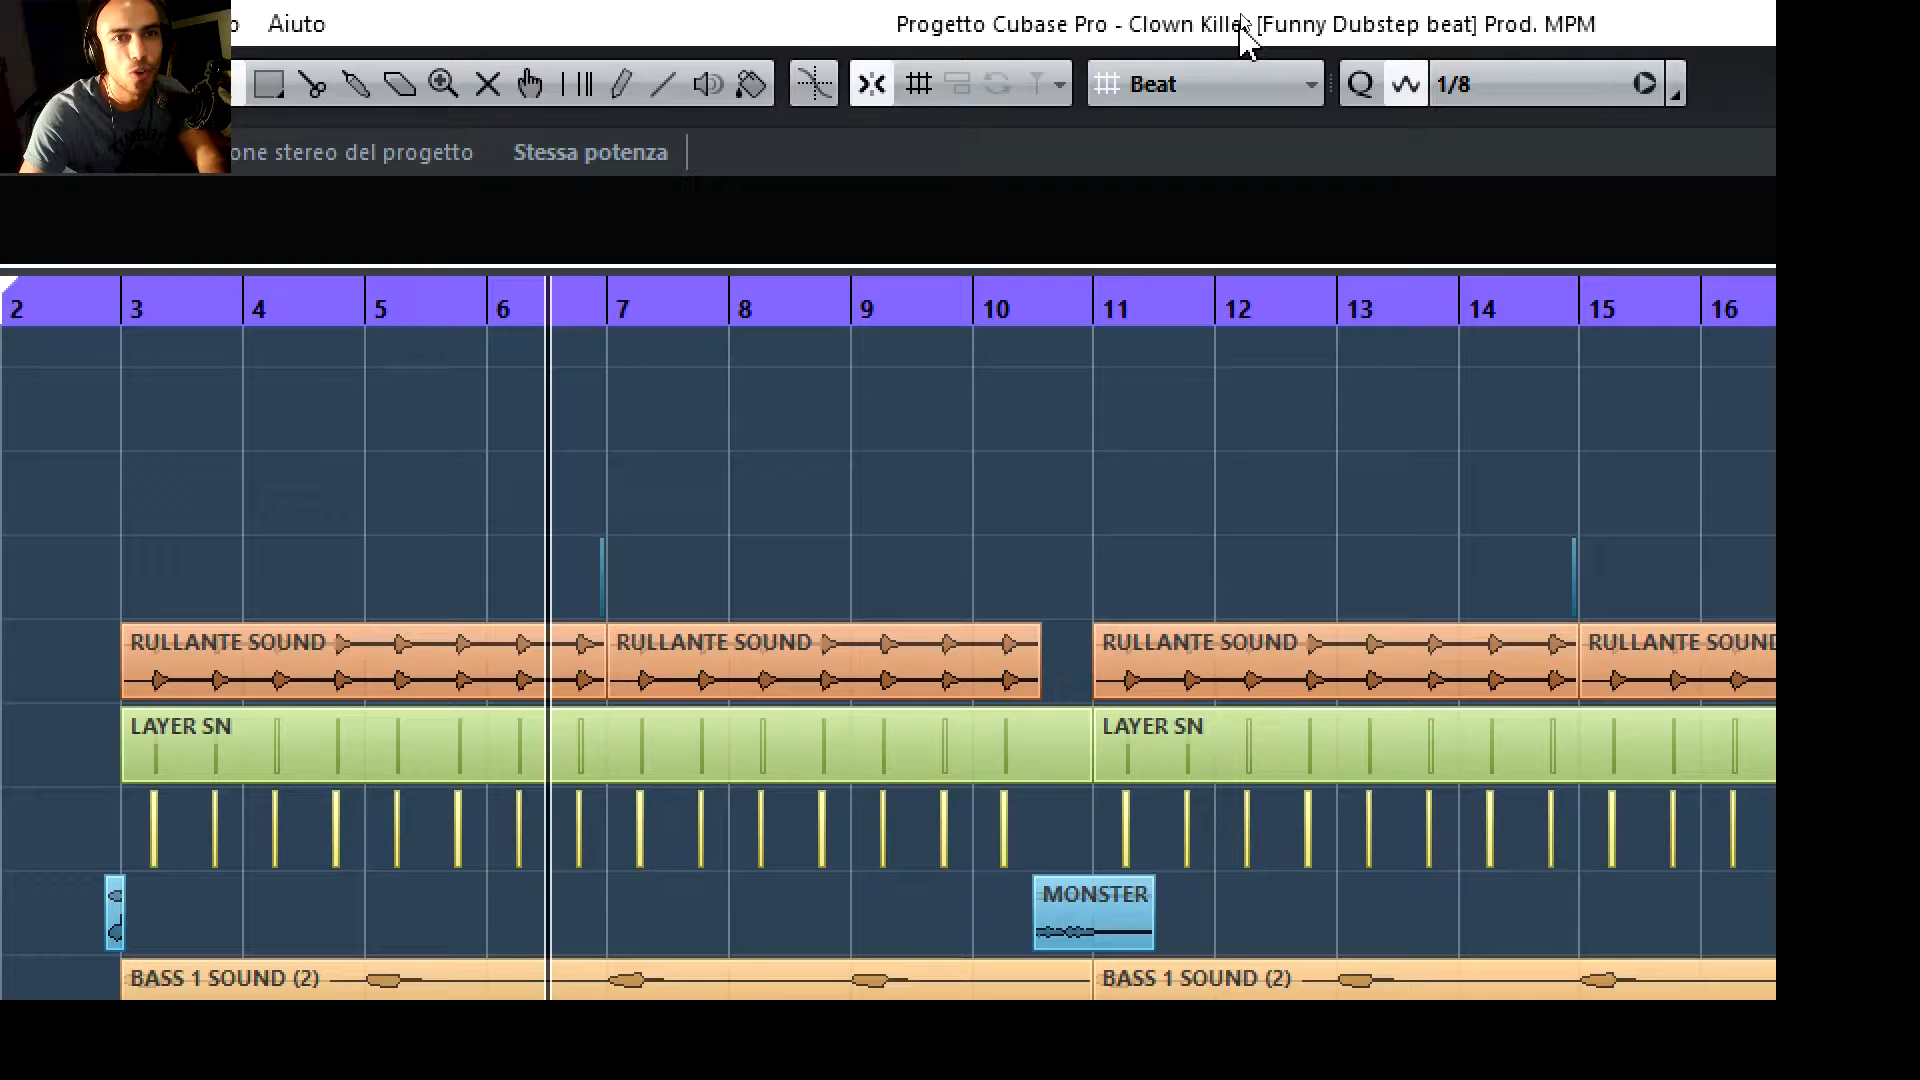 Aiuto
Progetto Cubase Pro - Clown Killer [Funny Dubstep beat] Prod. MPM
Beat
Q
1/8
one stereo del progetto
Stessa potenza
2 3 4 5 6 7 8 9 10 11 12 13 14 15 16
RULLANTE SOUND RULLANTE SOUND RULLANTE SOUND RULLANTE SOUND
LAYER SN LAYER SN
MONSTER
BASS 1 SOUND (2) BASS 1 SOUND (2)